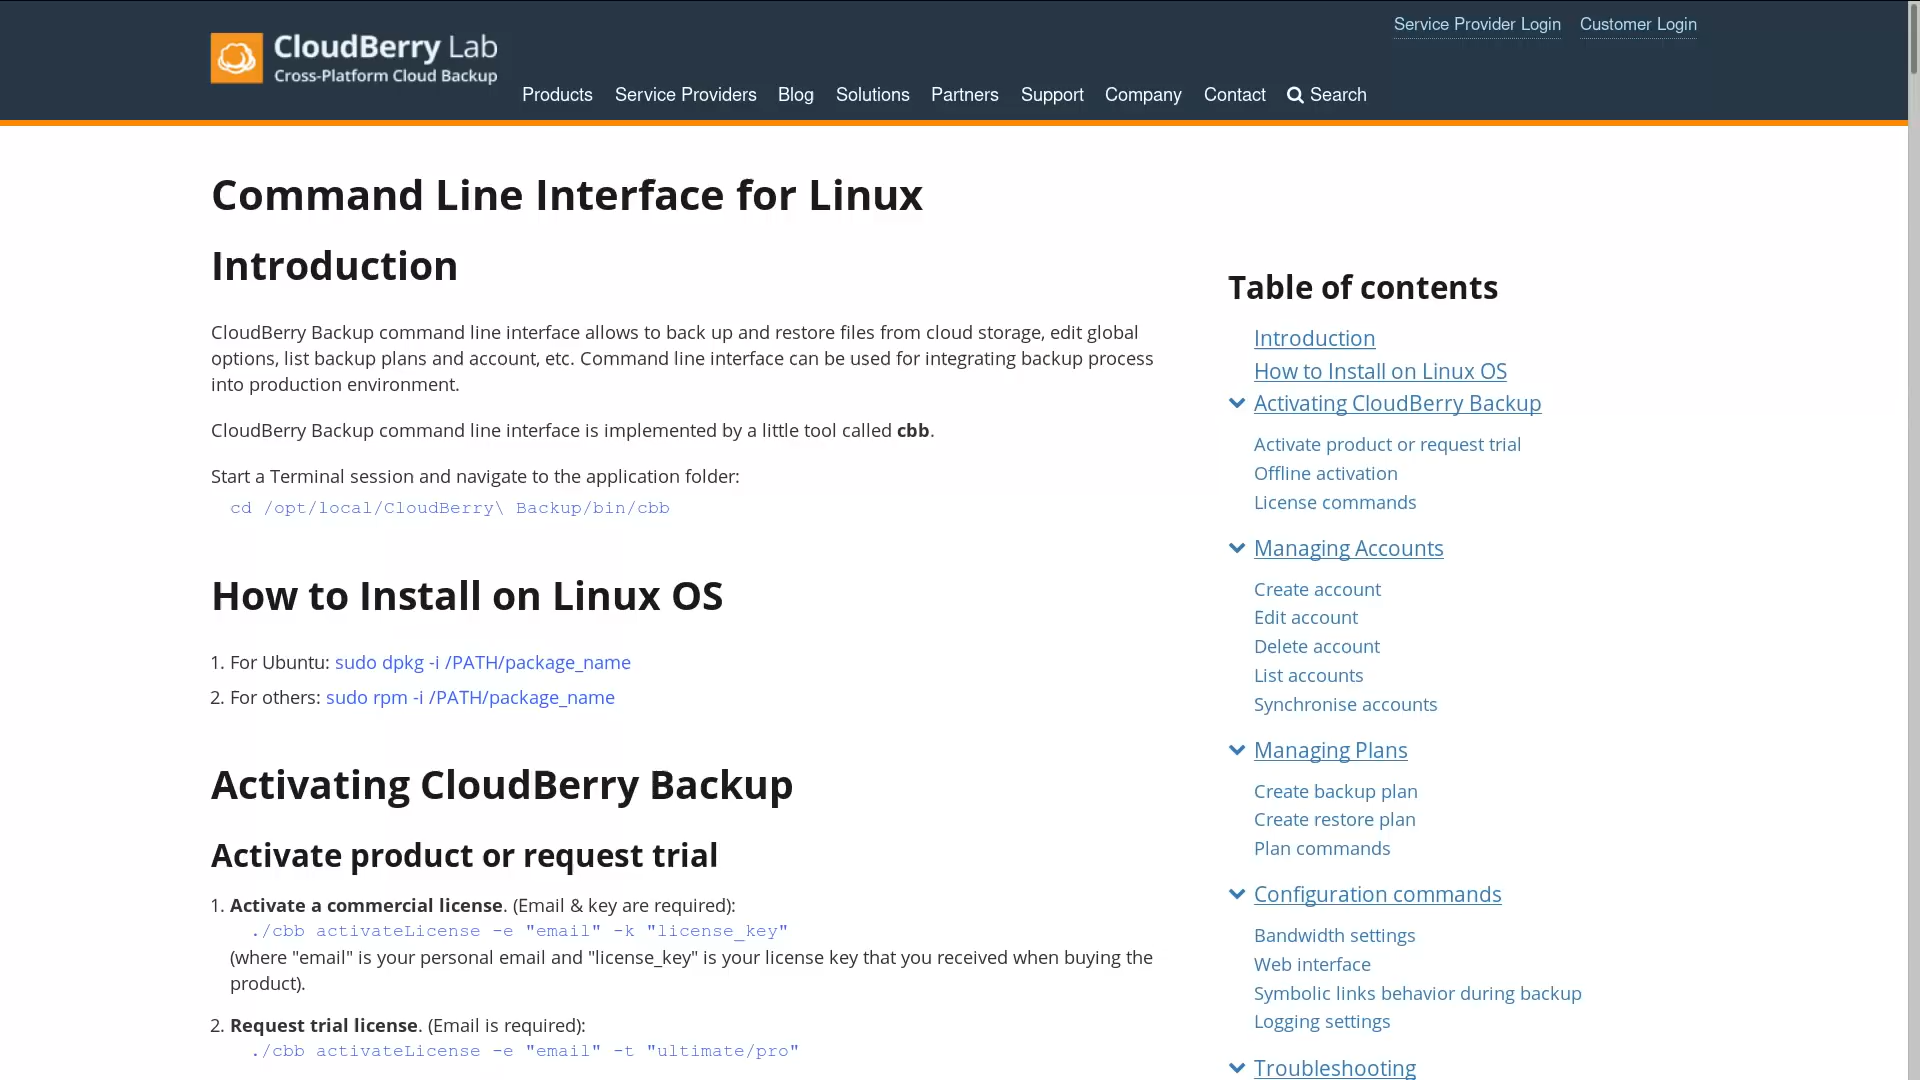 Service Provider Login Customer Login
CloudBerry Lab
Cross-Platform Cloud Backup
Products Service Providers Blog Solutions Partners Support Company Contact Search
Command Line Interface for Linux
Introduction
CloudBerry Backup command line interface allows to back up and restore files from cloud storage, edit global
options, list backup plans and account, etc. Command line interface can be used for integrating backup process
into production environment.
CloudBerry Backup command line interface is implemented by a little tool called cbb.
Start a Terminal session and navigate to the application folder:
cd /opt/local/CloudBerry\ Backup/bin/cbb
How to Install on Linux OS
1. For Ubuntu: sudo dpkg -i /PATH/package_name
2. For others: sudo rpm -i /PATH/package_name
Activating CloudBerry Backup
Activate product or request trial
1. Activate a commercial license. (Email & key are required):
./cbb activateLicense -e "email" -k "license_key"
(where "email" is your personal email and "license_key" is your license key that you received when buying the
product).
2. Request trial license. (Email is required):
./cbb activateLicense -e "email" -t "ultimate/pro"
Table of contents
Introduction
How to Install on Linux OS
Activating CloudBerry Backup
Activate product or request trial
Offline activation
License commands
Managing Accounts
Create account
Edit account
Delete account
List accounts
Synchronise accounts
Managing Plans
Create backup plan
Create restore plan
Plan commands
Configuration commands
Bandwidth settings
Web interface
Symbolic links behavior during backup
Logging settings
Troubleshooting